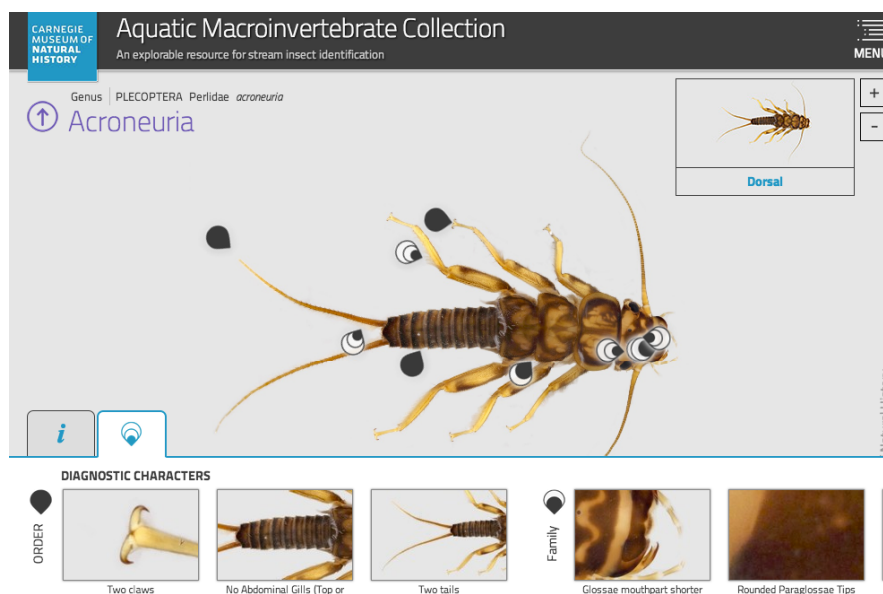 CARNEGIE
MUSEUM OF
NATURAL
HISTORY
Aquatic Macroinvertebrate Collection
An explorable resource for stream insect identification
Genus | PLECOPTERA Perlidae acroneuria
Acroneuria
+
-
Dorsal
i
DIAGNOSTIC CHARACTERS
ORDER
Two claws
No Abdominal Gills (Top or
Two tails
Family
Glossae mouthpart shorter
Rounded Paraglossae Tips